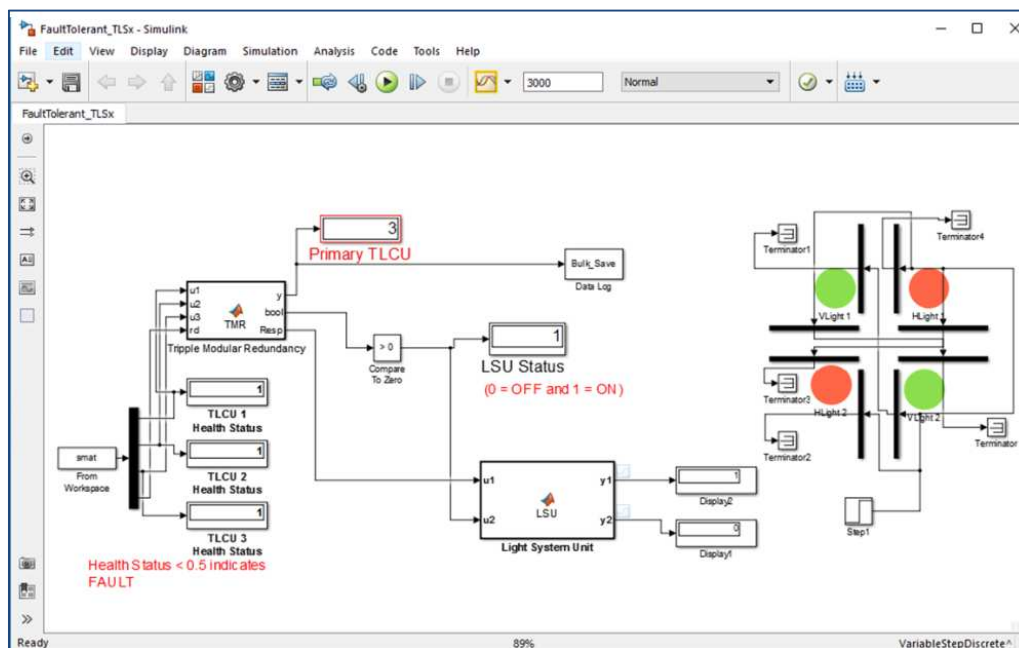 FaultTolerant_TLSx - Simulink
File Edit View Display Diagram Simulation Analysis Code Tools Help
3000
Normal
FaultTolerant_TLSx
3
Primary TLCU
Bulk_Save
Data Log
u1
u2
u3
rd
TMR
y
bool
Resp
Tripple Modular Redundancy
> 0
Compare
To Zero
1
LSU Status
(0 = OFF and 1 = ON)
1
TLCU 1
Health Status
1
TLCU 2
Health Status
1
TLCU 3
Health Status
smat
From
Workspace
Health Status < 0.5 indicates
FAULT
u1
u2
LSU
y1
y2
Light System Unit
1
Display2
0
Display1
Terminator1
Terminator4
VLight 1
HLight 1
Terminator3
HLight 2
VLight 2
Terminator2
Terminator
Step1
Ready
89%
VariableStepDiscrete^